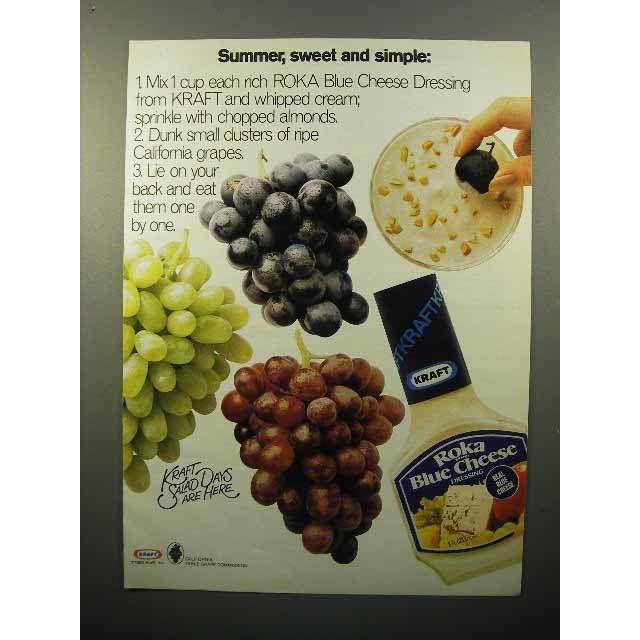 Summer, sweet and simple:
1. Mix 1 cup each rich ROKA Blue Cheese Dressing
from KRAFT and whipped cream;
sprinkle with chopped almonds.
2. Dunk small clusters of ripe
California grapes.
3. Lie on your
back and eat
them one
by one.
KRAFT
KRAFT
Roka
BRAND
Blue Cheese
DRESSING
REAL
BLUE
CHEESE
KRAFT
SALAD DAYS
ARE HERE
KRAFT
CALIFORNIA
TABLE GRAPE COMMISSION